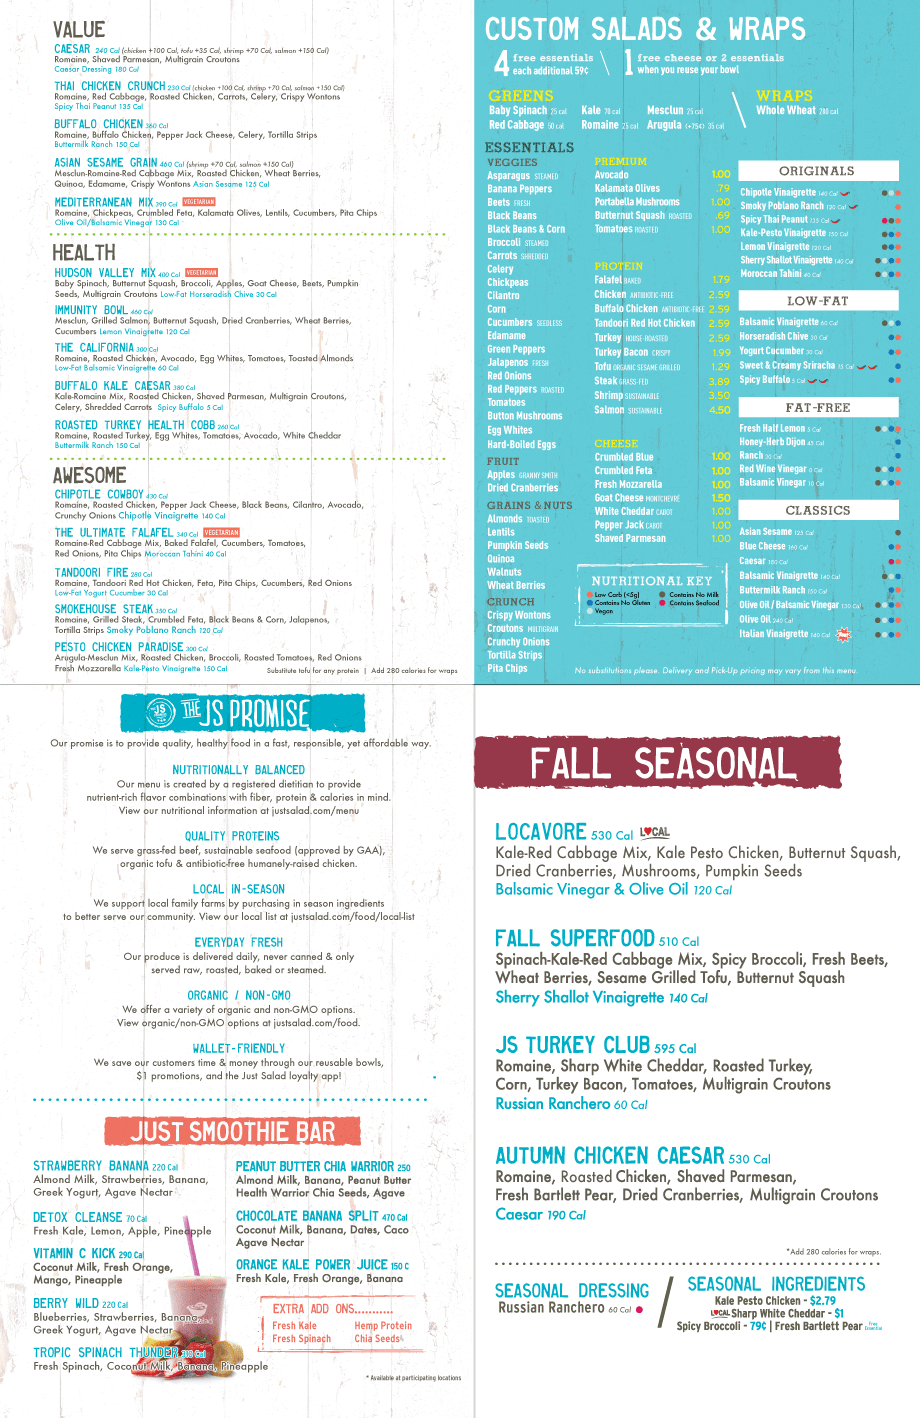 VALUE
CAESAR 240 Cal (chicken +100 Cal, tofu +35 Cal, shrimp +70 Cal, salmon +150 Cal)
Romaine, Shaved Parmesan, Multigrain Croutons
Caesar Dressing 180 Cal
THAI CHICKEN CRUNCH 230 Cal (chicken +100 Cal, shrimp +70 Cal, salmon +150 Cal)
Romaine, Red Cabbage, Roasted Chicken, Carrots, Celery, Crispy Wontons
Spicy Thai Peanut 135 Cal
BUFFALO CHICKEN 360 Cal
Romaine, Buffalo Chicken, Pepper Jack Cheese, Celery, Tortilla Strips
Buttermilk Ranch 150 Cal
ASIAN SESAME GRAIN 460 Cal (shrimp +70 Cal, salmon +150 Cal)
Mesclun-Romaine-Red Cabbage Mix, Roasted Chicken, Wheat Berries,
Quinoa, Edamame, Crispy Wontons Asian Sesame 125 Cal
MEDITERRANEAN MIX 390 Cal VEGETARIAN
Romaine, Chickpeas, Crumbled Feta, Kalamata Olives, Lentils, Cucumbers, Pita Chips
Olive Oil/Balsamic Vinegar 130 Cal
HEALTH
HUDSON VALLEY MIX 400 Cal VEGETARIAN
Baby Spinach, Butternut Squash, Broccoli, Apples, Goat Cheese, Beets, Pumpkin
Seeds, Multigrain Croutons Low-Fat Horseradish Chive 30 Cal
IMMUNITY BOWL 460 Cal
Mesclun, Grilled Salmon, Butternut Squash, Dried Cranberries, Wheat Berries,
Cucumbers Lemon Vinaigrette 120 Cal
THE CALIFORNIA 300 Cal
Romaine, Roasted Chicken, Avocado, Egg Whites, Tomatoes, Toasted Almonds
Low-Fat Balsamic Vinaigrette 60 Cal
BUFFALO KALE CAESAR 380 Cal
Kale-Romaine Mix, Roasted Chicken, Shaved Parmesan, Multigrain Croutons,
Celery, Shredded Carrots Spicy Buffalo 5 Cal
ROASTED TURKEY HEALTH COBB 260 Cal
Romaine, Roasted Turkey, Egg Whites, Tomatoes, Avocado, White Cheddar
Buttermilk Ranch 150 Cal
AWESOME
CHIPOTLE COWBOY 430 Cal
Romaine, Roasted Chicken, Pepper Jack Cheese, Black Beans, Cilantro, Avocado,
Crunchy Onions Chipotle Vinaigrette 140 Cal
THE ULTIMATE FALAFEL 340 Cal VEGETARIAN
Romaine-Red Cabbage Mix, Baked Falafel, Cucumbers, Tomatoes,
Red Onions, Pita Chips Moroccan Tahini 40 Cal
TANDOORI FIRE 280 Cal
Romaine, Tandoori Red Hot Chicken, Feta, Pita Chips, Cucumbers, Red Onions
Low-Fat Yogurt Cucumber 30 Cal
SMOKEHOUSE STEAK 350 Cal
Romaine, Grilled Steak, Crumbled Feta, Black Beans & Corn, Jalapenos,
Tortilla Strips Smoky Poblano Ranch 120 Cal
PESTO CHICKEN PARADISE 300 Cal
Arugula-Mesclun Mix, Roasted Chicken, Broccoli, Roasted Tomatoes, Red Onions
Fresh Mozzarella Kale-Pesto Vinaigrette 150 Cal
Substitute tofu for any protein | Add 280 calories for wraps
CUSTOM SALADS & WRAPS
4 free essentials
each additional 59¢
1 free cheese or 2 essentials
when you reuse your bowl
GREENS
Baby Spinach 25 cal Kale 70 cal Mesclun 25 cal
Red Cabbage 50 cal Romaine 25 cal Arugula (+75¢) 35 cal
WRAPS
Whole Wheat 280 cal
ESSENTIALS
VEGGIES
Asparagus STEAMED
Banana Peppers
Beets FRESH
Black Beans
Black Beans & Corn
Broccoli STEAMED
Carrots SHREDDED
Celery
Chickpeas
Cilantro
Corn
Cucumbers SEEDLESS
Edamame
Green Peppers
Jalapenos FRESH
Red Onions
Red Peppers ROASTED
Tomatoes
Button Mushrooms
Egg Whites
Hard-Boiled Eggs
FRUIT
Apples GRANNY SMITH
Dried Cranberries
GRAINS & NUTS
Almonds TOASTED
Lentils
Pumpkin Seeds
Quinoa
Walnuts
Wheat Berries
CRUNCH
Crispy Wontons
Croutons MULTIGRAIN
Crunchy Onions
Tortilla Strips
Pita Chips
PREMIUM
Avocado 1.00
Kalamata Olives .79
Portabella Mushrooms 1.00
Butternut Squash ROASTED .69
Tomatoes ROASTED 1.00
PROTEIN
Falafel BAKED 1.79
Chicken ANTIBIOTIC-FREE 2.59
Buffalo Chicken ANTIBIOTIC-FREE 2.59
Tandoori Red Hot Chicken 2.59
Turkey HOUSE-ROASTED 2.59
Turkey Bacon CRISPY 1.99
Tofu ORGANIC SESAME GRILLED 1.29
Steak GRASS-FED 3.89
Shrimp SUSTAINABLE 3.50
Salmon SUSTAINABLE 4.50
CHEESE
Crumbled Blue 1.00
Crumbled Feta 1.00
Fresh Mozzarella 1.00
Goat Cheese MONTCHEVRE 1.50
White Cheddar CABOT 1.00
Pepper Jack CABOT 1.00
Shaved Parmesan 1.00
NUTRITIONAL KEY
Low Carb (<5g) Contains No Milk
Contains No Gluten Contains Seafood
Vegan
ORIGINALS
Chipotle Vinaigrette 140 Cal
Smoky Poblano Ranch 120 Cal
Spicy Thai Peanut 135 Cal
Kale-Pesto Vinaigrette 150 Cal
Lemon Vinaigrette 120 Cal
Sherry Shallot Vinaigrette 140 Cal
Moroccan Tahini 40 Cal
LOW-FAT
Balsamic Vinaigrette 60 Cal
Horseradish Chive 30 Cal
Yogurt Cucumber 30 Cal
Sweet & Creamy Sriracha 35 Cal
Spicy Buffalo 5 Cal
FAT-FREE
Fresh Half Lemon 5 Cal
Honey-Herb Dijon 45 Cal
Ranch 30 Cal
Red Wine Vinegar 0 Cal
Balsamic Vinegar 10 Cal
CLASSICS
Asian Sesame 125 Cal
Blue Cheese 160 Cal
Caesar 180 Cal
Balsamic Vinaigrette 140 Cal
Buttermilk Ranch 150 Cal
Olive Oil / Balsamic Vinegar 130 Cal
Olive Oil 240 Cal
Italian Vinaigrette 140 Cal
No substitutions please. Delivery and Pick-Up pricing may vary from this menu.
JS THE JS PROMISE
Our promise is to provide quality, healthy food in a fast, responsible, yet affordable way.
NUTRITIONALLY BALANCED
Our menu is created by a registered dietitian to provide
nutrient-rich flavor combinations with fiber, protein & calories in mind.
View our nutritional information at justsalad.com/menu
QUALITY PROTEINS
We serve grass-fed beef, sustainable seafood (approved by GAA),
organic tofu & antibiotic-free humanely-raised chicken.
LOCAL IN-SEASON
We support local family farms by purchasing in season ingredients
to better serve our community. View our local list at justsalad.com/food/local-list
EVERYDAY FRESH
Our produce is delivered daily, never canned & only
served raw, roasted, baked or steamed.
ORGANIC / NON-GMO
We offer a variety of organic and non-GMO options.
View organic/non-GMO options at justsalad.com/food.
WALLET-FRIENDLY
We save our customers time & money through our reusable bowls,
$1 promotions, and the Just Salad loyalty app!
JUST SMOOTHIE BAR
STRAWBERRY BANANA 220 Cal
Almond Milk, Strawberries, Banana,
Greek Yogurt, Agave Nectar
DETOX CLEANSE 70 Cal
Fresh Kale, Lemon, Apple, Pineapple
VITAMIN C KICK 290 Cal
Coconut Milk, Fresh Orange,
Mango, Pineapple
BERRY WILD 220 Cal
Blueberries, Strawberries, Banana,
Greek Yogurt, Agave Nectar
TROPIC SPINACH THUNDER Cal
Fresh Spinach, Coconut Milk, Banana, Pineapple
PEANUT BUTTER CHIA WARRIOR 250
Almond Milk, Banana, Peanut Butter
Health Warrior Chia Seeds, Agave
CHOCOLATE BANANA SPLIT 470 Cal
Coconut Milk, Banana, Dates, Caco
Agave Nectar
ORANGE KALE POWER JUICE 150 C
Fresh Kale, Fresh Orange, Banana
EXTRA ADD ONS...........
Fresh Kale Hemp Protein
Fresh Spinach Chia Seeds
* Available at participating locations
FALL SEASONAL
LOCAVORE 530 Cal LOCAL
Kale-Red Cabbage Mix, Kale Pesto Chicken, Butternut Squash,
Dried Cranberries, Mushrooms, Pumpkin Seeds
Balsamic Vinegar & Olive Oil 120 Cal
FALL SUPERFOOD 510 Cal
Spinach-Kale-Red Cabbage Mix, Spicy Broccoli, Fresh Beets,
Wheat Berries, Sesame Grilled Tofu, Butternut Squash
Sherry Shallot Vinaigrette 140 Cal
JS TURKEY CLUB 595 Cal
Romaine, Sharp White Cheddar, Roasted Turkey,
Corn, Turkey Bacon, Tomatoes, Multigrain Croutons
Russian Ranchero 60 Cal
AUTUMN CHICKEN CAESAR 530 Cal
Romaine, Roasted Chicken, Shaved Parmesan,
Fresh Bartlett Pear, Dried Cranberries, Multigrain Croutons
Caesar 190 Cal
*Add 280 calories for wraps.
SEASONAL DRESSING
Russian Ranchero 60 Cal
SEASONAL INGREDIENTS
Kale Pesto Chicken - $2.79
LOCAL Sharp White Cheddar - $1
Spicy Broccoli - 79¢ | Fresh Bartlett Pear Free Essential